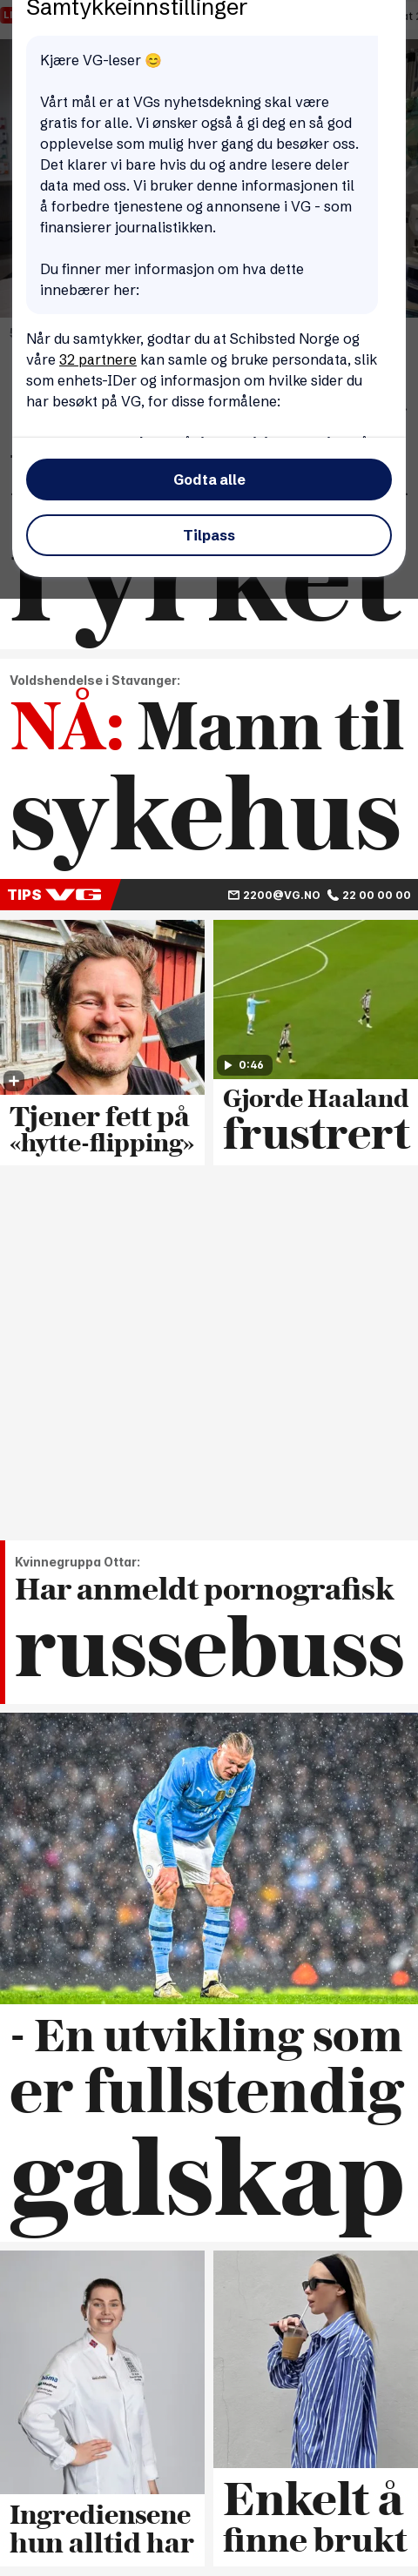 Samtykkeinnstillinger
Kjære VG-leser 😊
Vårt mål er at VGs nyhetsdekning skal være
gratis for alle. Vi ønsker også å gi deg en så god
opplevelse som mulig hver gang du besøker oss.
Det klarer vi bare hvis du og andre lesere deler
data med oss. Vi bruker denne informasjonen til
å forbedre tjenestene og annonsene i VG - som
finansierer journalistikken.
Du finner mer informasjon om hva dette
innebærer her:
Når du samtykker, godtar du at Schibsted Norge og
våre 32 partnere kan samle og bruke persondata, slik
som enhets-IDer og informasjon om hvilke sider du
har besøkt på VG, for disse formålene:
Godta alle
Tilpass
Voldshendelse i Stavanger:
NÅ: Mann til
sykehus
TIPS VG
2200@VG.NO 22 00 00 00
0:46
Tjener fett på
«hytte-flipping»
Gjorde Haaland
frustrert
Kvinnegruppa Ottar:
Har anmeldt pornografisk
russebuss
- En utvikling som
er fullstendig
galskap
Ingrediensene
hun alltid har
Enkelt å
finne brukt